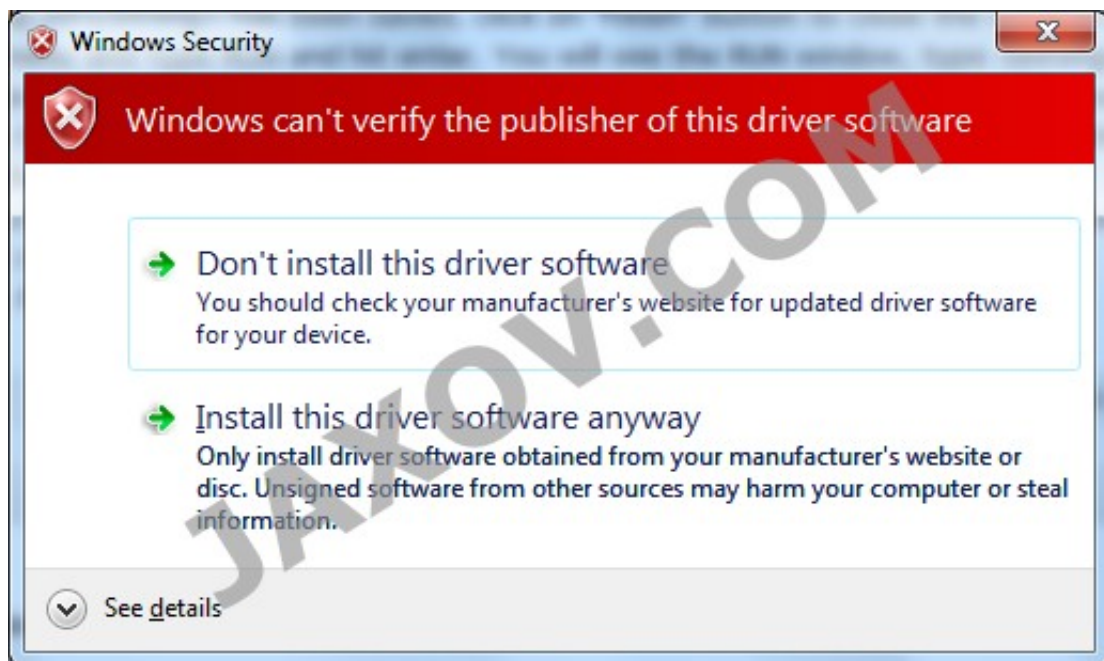 Windows Security
Windows can't verify the publisher of this driver software
Don't install this driver software
You should check your manufacturer's website for updated driver software
for your device.
Install this driver software anyway
Only install driver software obtained from your manufacturer's website or
disc. Unsigned software from other sources may harm your computer or steal
information.
See details
JAXOV.COM